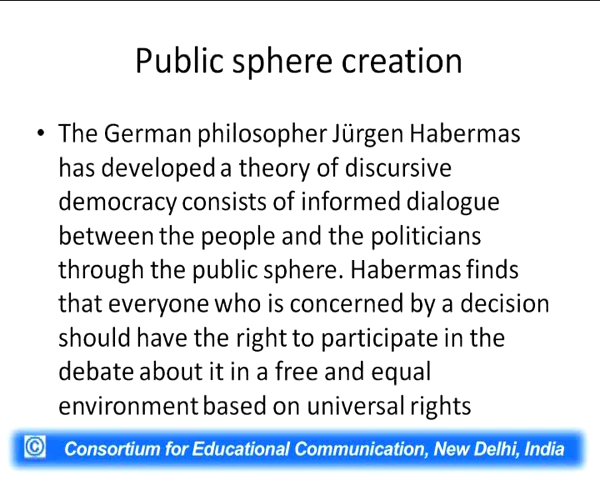 Public sphere creation
• The German philosopher Jürgen Habermas
has developed a theory of discursive
democracy consists of informed dialogue
between the people and the politicians
through the public sphere. Habermas finds
that everyone who is concerned by a decision
should have the right to participate in the
debate about it in a free and equal
environment based on universal rights
© Consortium for Educational Communication, New Delhi, India